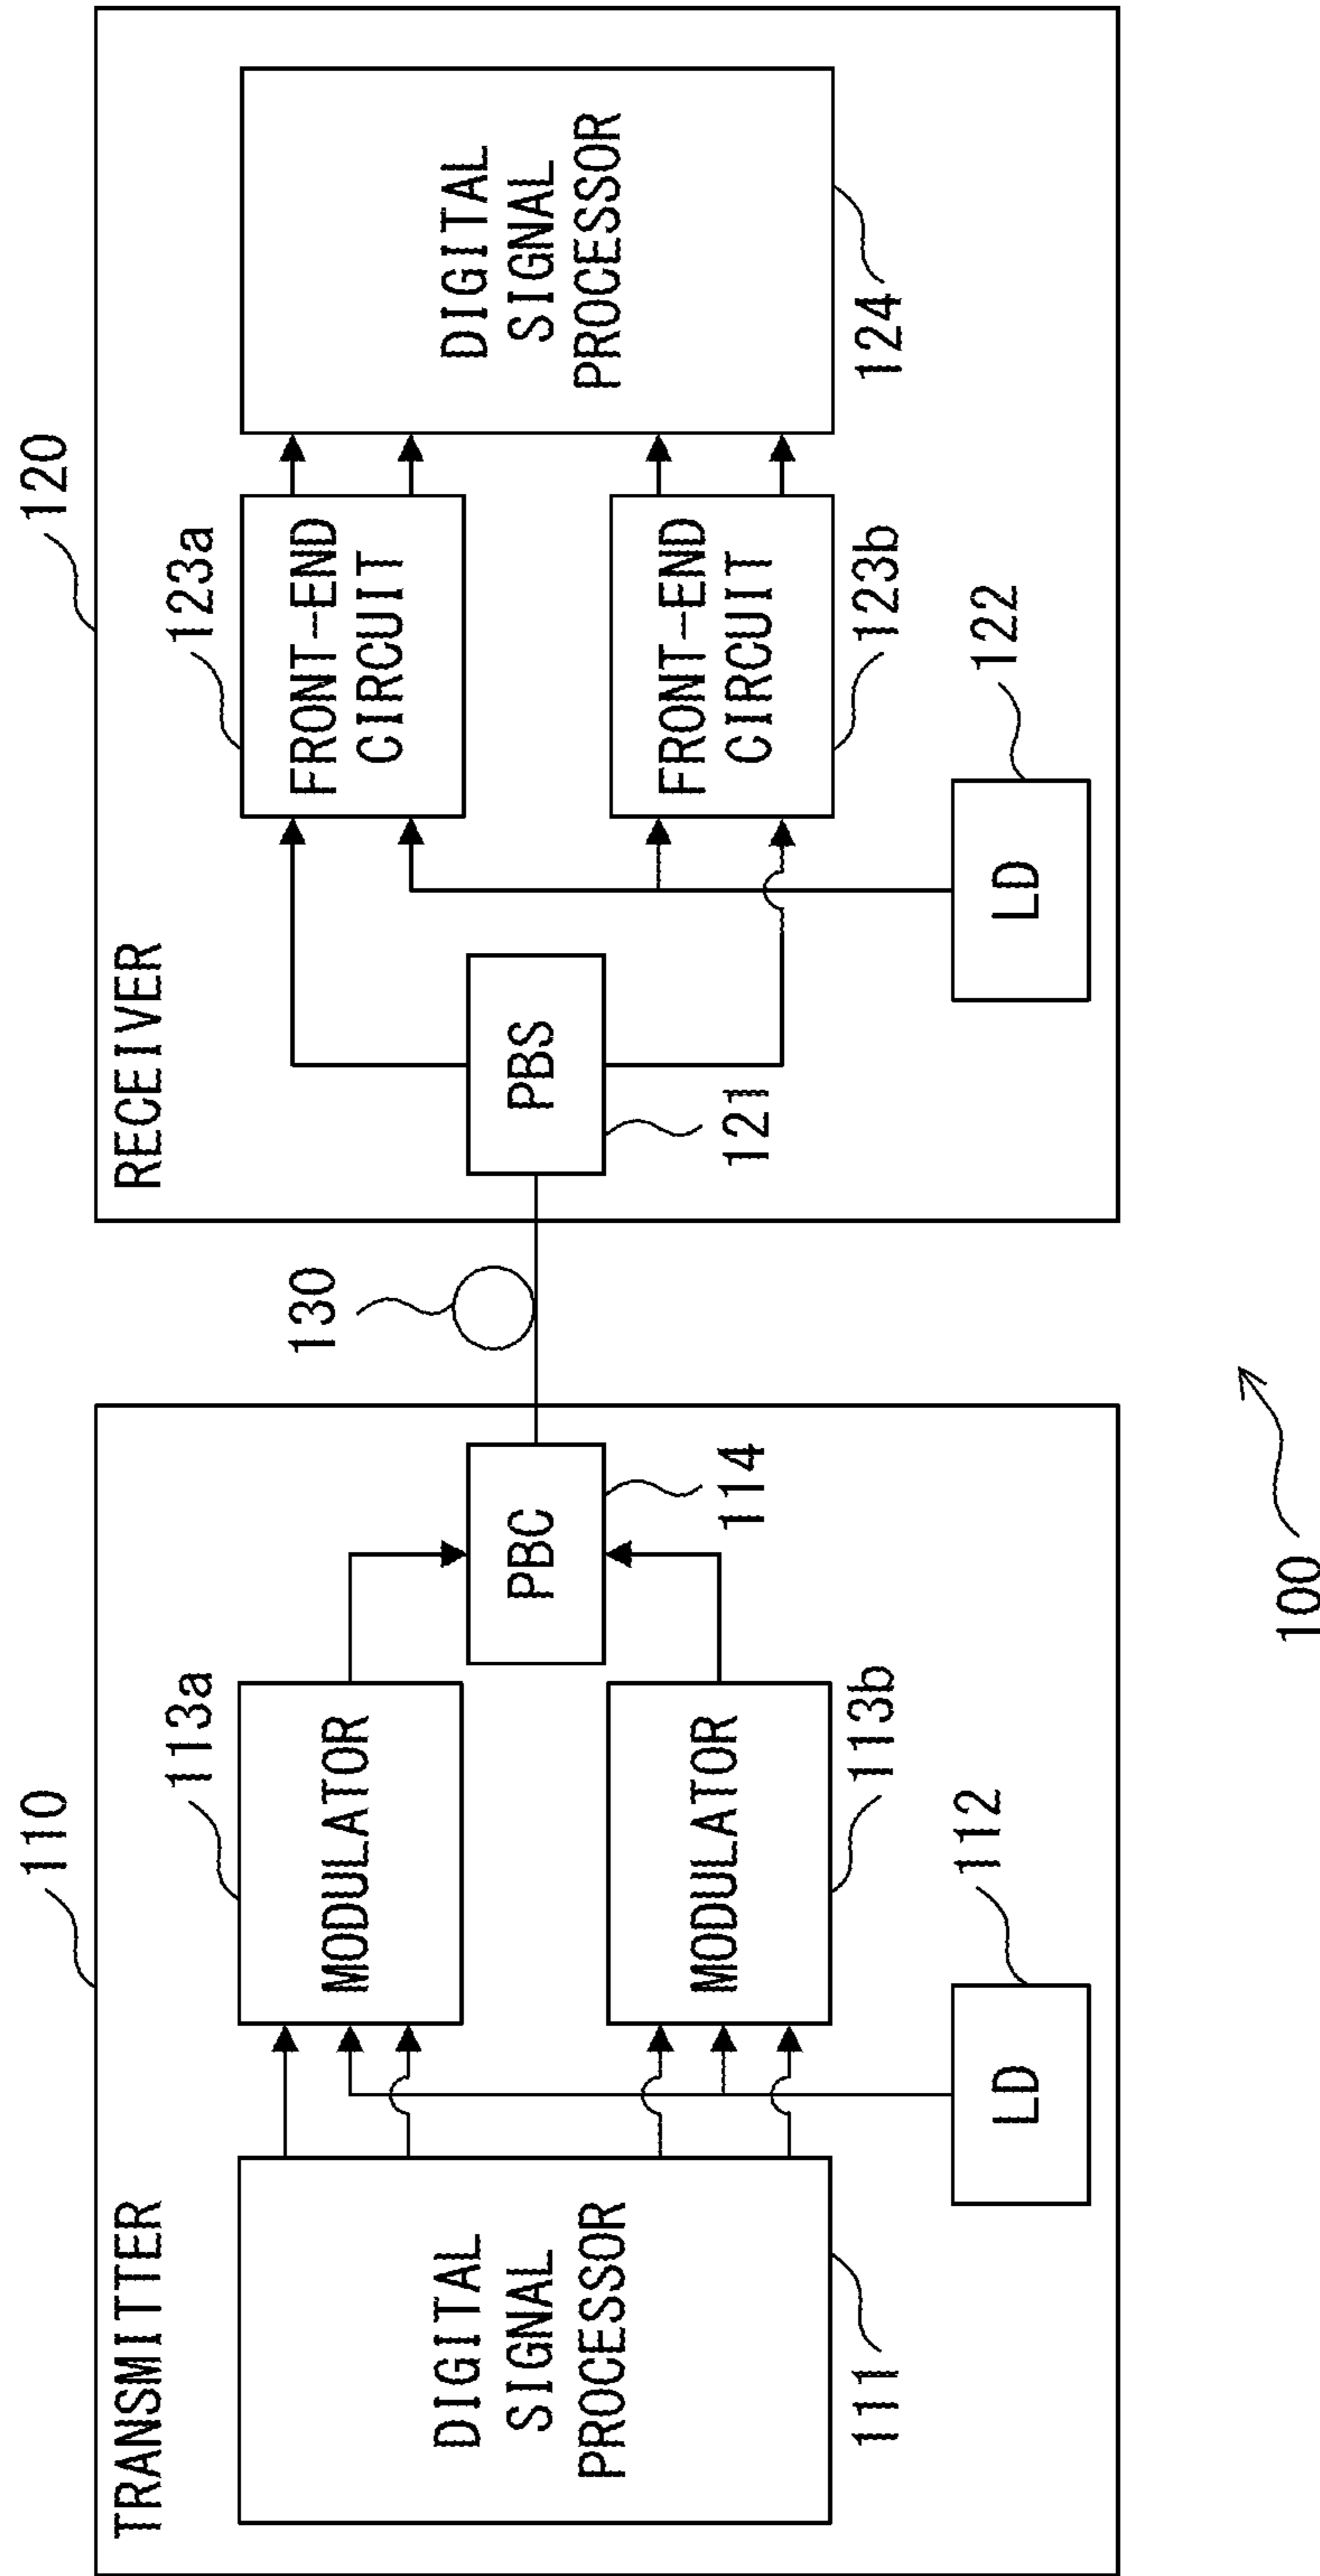 TRANSMITTER
110
DIGITAL
SIGNAL
PROCESSOR
111
113a
MODULATOR
MODULATOR
113b
LD
112
PBC
114
130
RECEIVER
120
PBS
121
123a
FRONT-END
CIRCUIT
FRONT-END
CIRCUIT
123b
LD
122
DIGITAL
SIGNAL
PROCESSOR
124
100